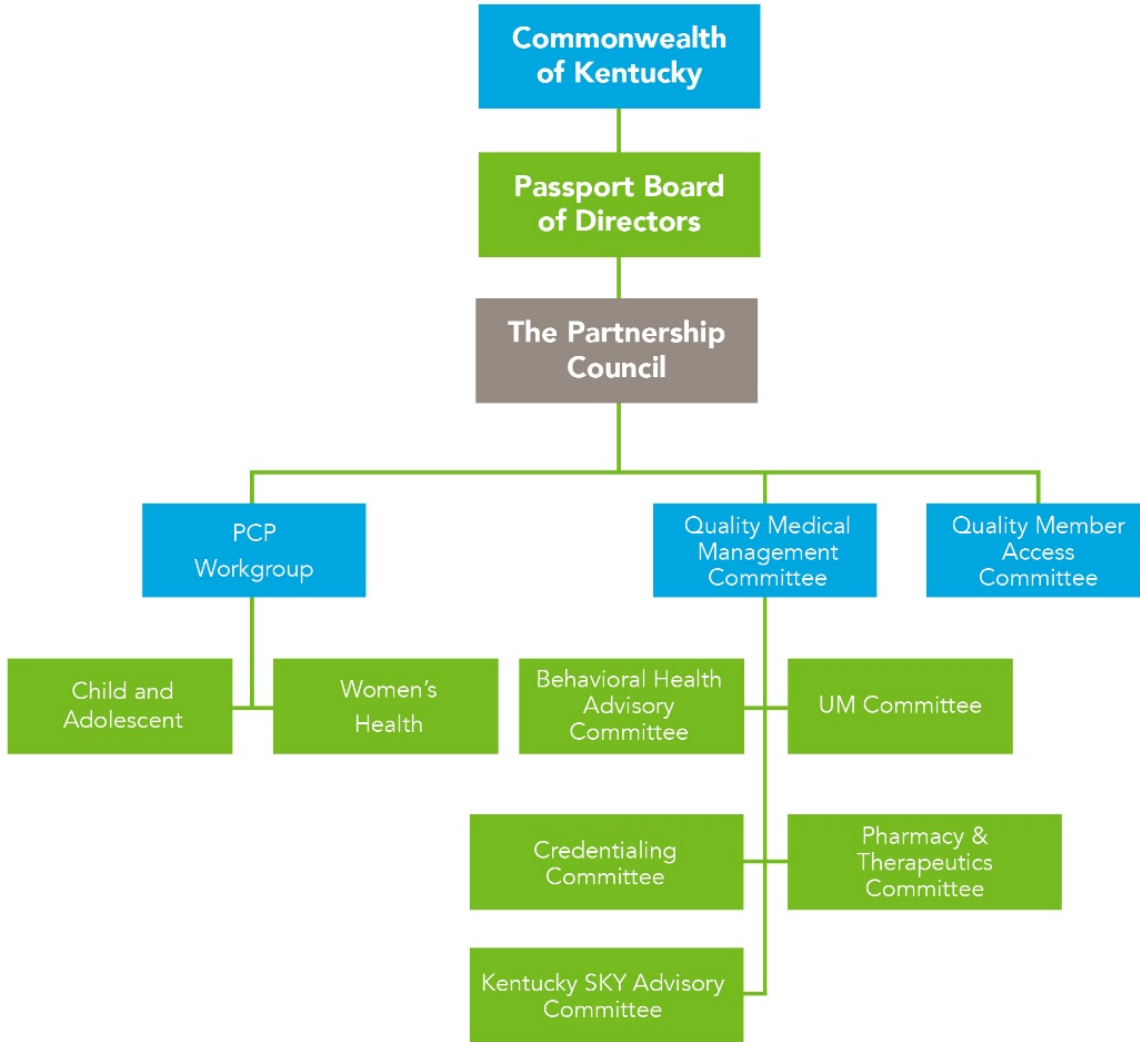 Commonwealth
of Kentucky
Passport Board
of Directors
The Partnership
Council
PCP
Workgroup
Quality Medical
Management
Committee
Quality Member
Access
Committee
Child and
Adolescent
Women's
Health
Behavioral Health
Advisory
Committee
UM Committee
Credentialing
Committee
Pharmacy &
Therapeutics
Committee
Kentucky SKY Advisory
Committee